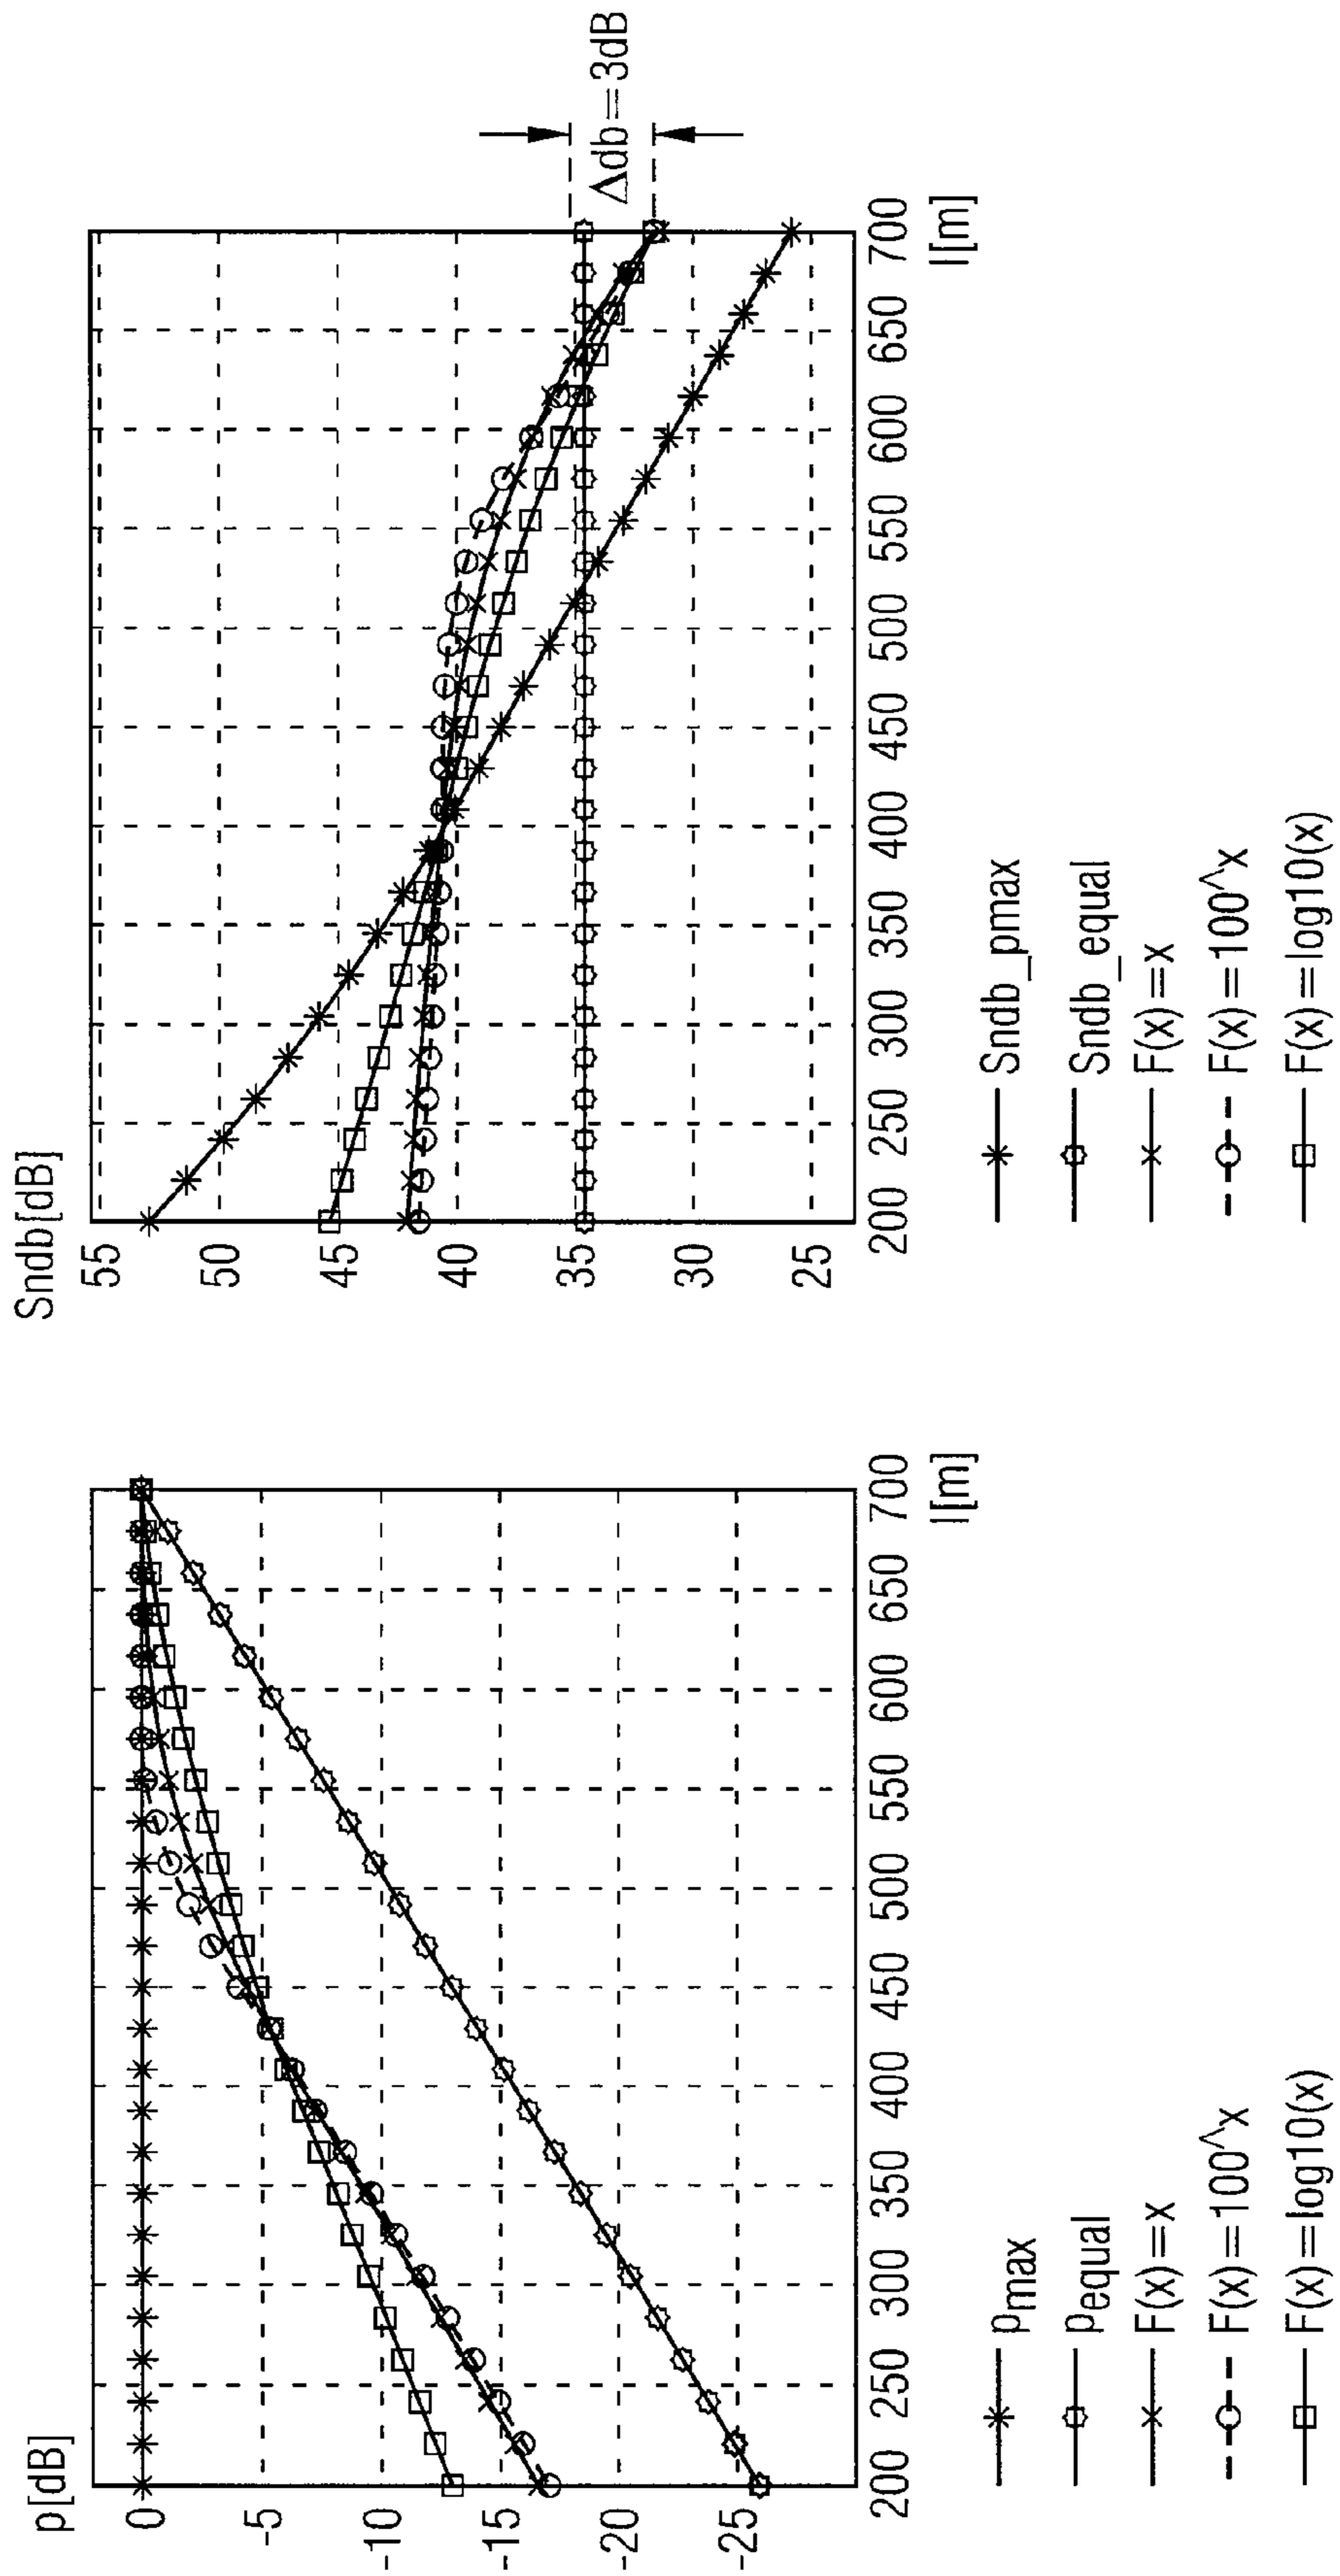 p[dB]
0
-5
-10
-15
-20
-25
200 250 300 350 400 450 500 550 600 650 700
l[m]
pmax
pequal
F(x)=x
F(x)=100^x
F(x)=log10(x)
Sndb[dB]
55
50
45
40
35
30
25
200 250 300 350 400 450 500 550 600 650 700
l[m]
Δdb=3dB
Sndb_pmax
Sndb_equal
F(x)=x
F(x)=100^x
F(x)=log10(x)